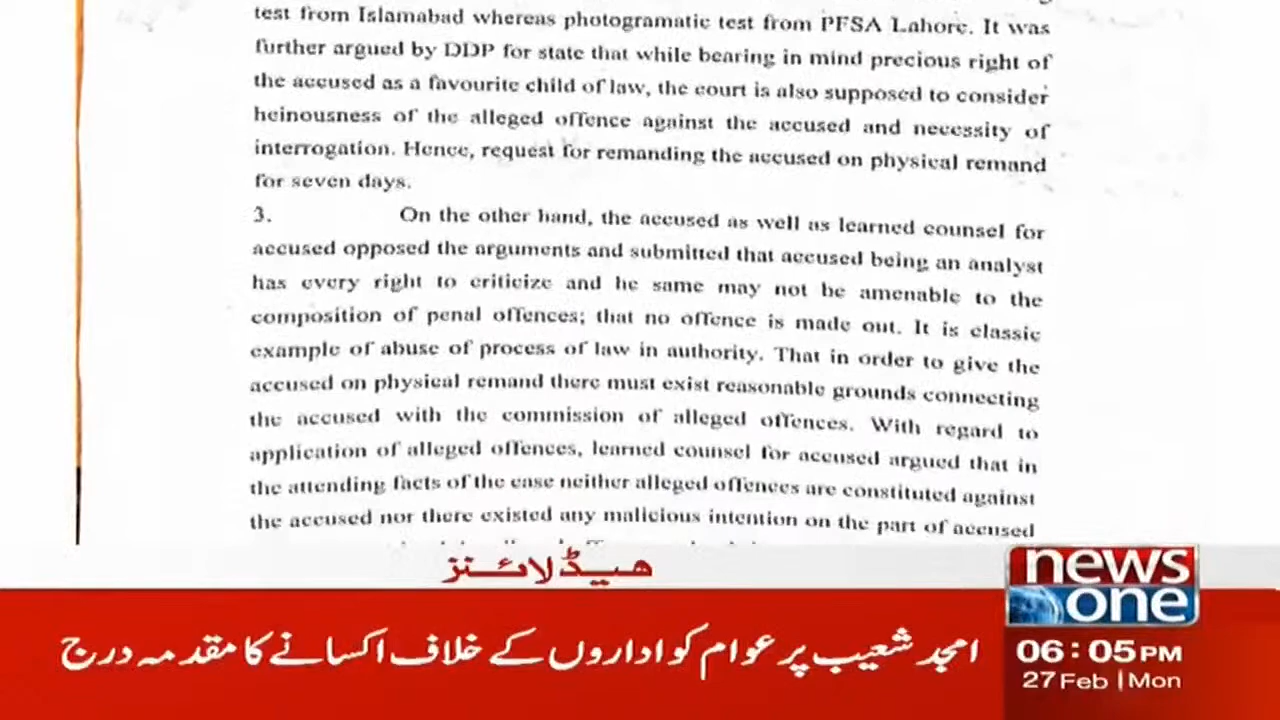 test from Islamabad whereas photogramatic test from PFSA Lahore. It was
further argued by DDP for state that while bearing in mind precious right of
the accused as a favourite child of law, the court is also supposed to consider
heinousness of the alleged offence against the accused and necessity of
interrogation. Hence, request for remanding the accused on physical remand
for seven days.
3. On the other hand, the accused as well as learned counsel for
accused opposed the arguments and submitted that accused being an analyst
has every right to criticize and he same may not be amenable to the
composition of penal offences; that no offence is made out. It is classic
example of abuse of process of law in authority. That in order to give the
accused on physical remand there must exist reasonable grounds connecting
the accused with the commission of alleged offences. With regard to
application of alleged offences, learned counsel for accused argued that in
the attending facts of the case neither alleged offences are constituted against
the accused nor there existed any malicious intention on the part of accused
ہیڈلائنز
news
one
امجد شعیب پر عوام کو اداروں کے خلاف اکسانے کا مقدمہ درج
06:05PM
27 Feb | Mon